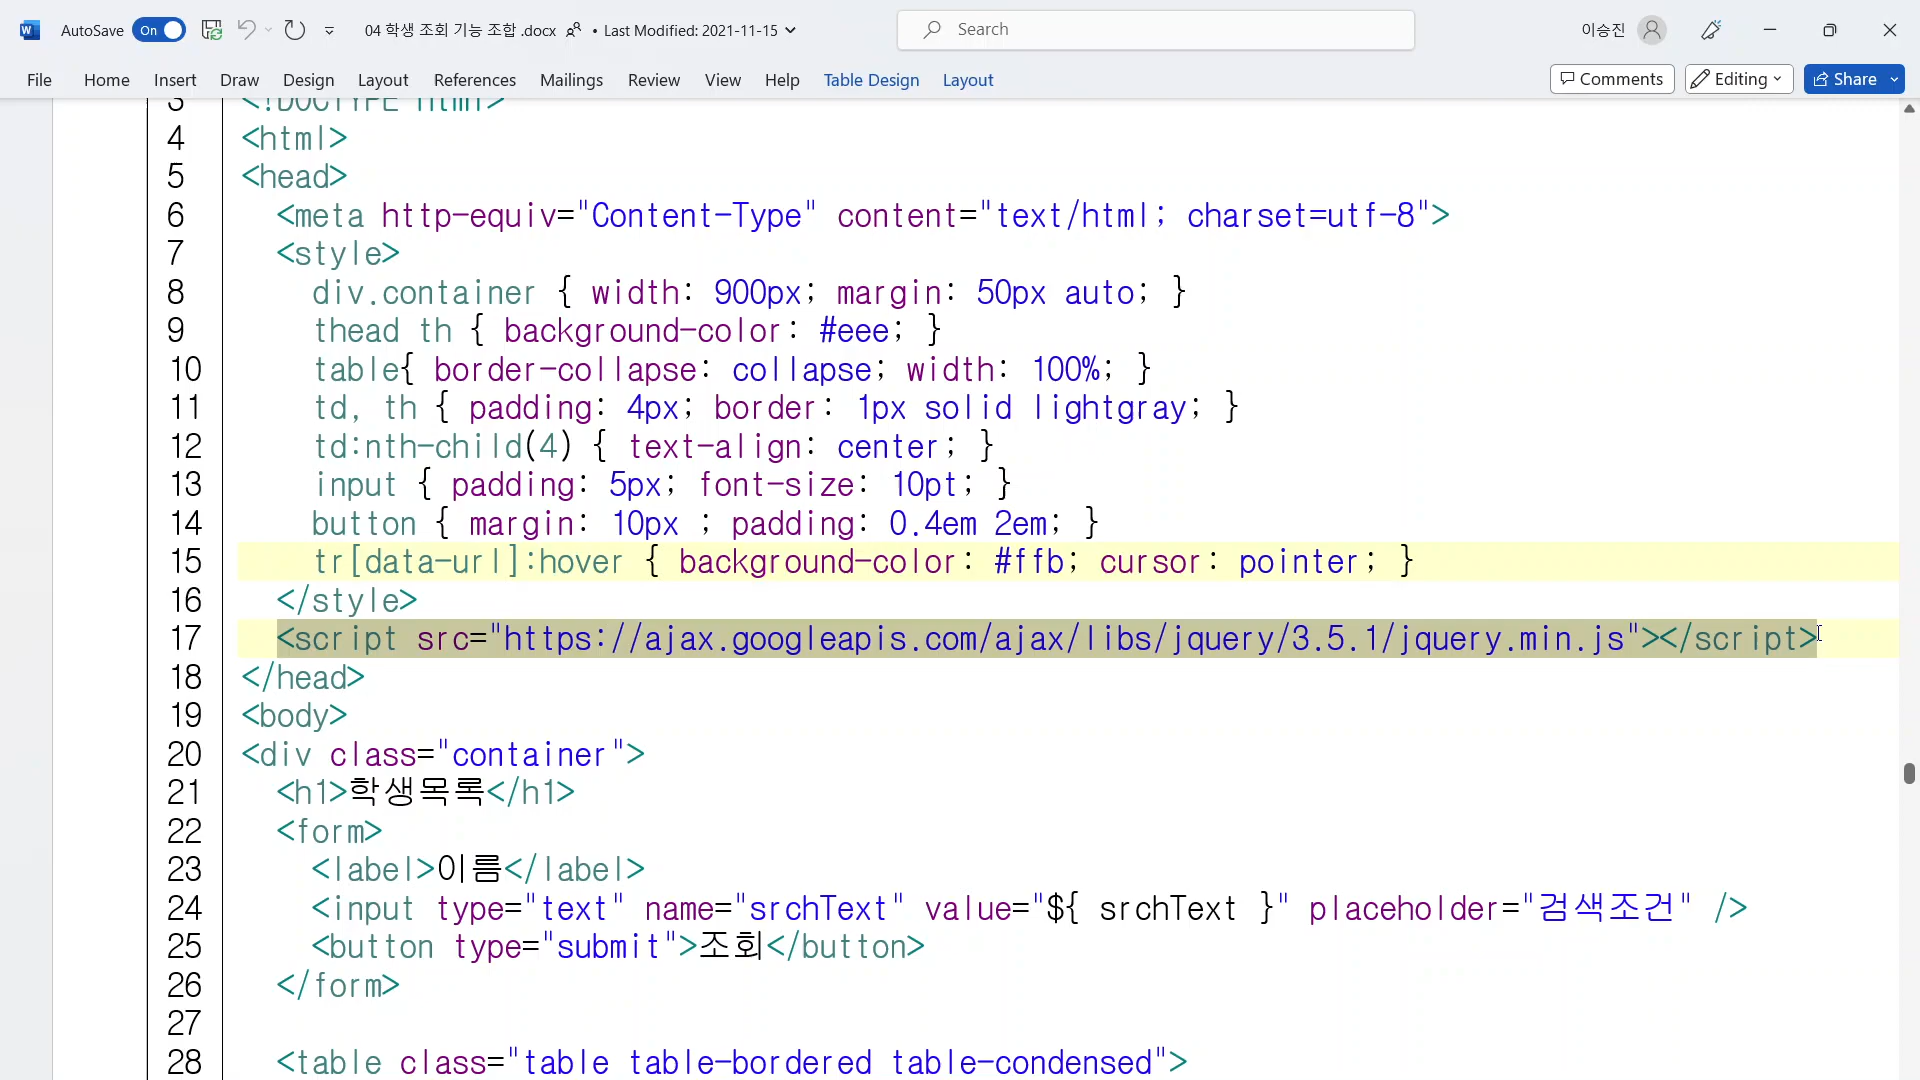 AutoSave On 04 학생 조회 기능 조합 .docx • Last Modified: 2021-11-15 Search 이승진
File Home Insert Draw Design Layout References Mailings Review View Help Table Design Layout Comments Editing Share
3 <!DOCTYPE html>
4 <html>
5 <head>
6 <meta http-equiv="Content-Type" content="text/html; charset=utf-8">
7 <style>
8 div.container { width: 900px; margin: 50px auto; }
9 thead th { background-color: #eee; }
10 table{ border-collapse: collapse; width: 100%; }
11 td, th { padding: 4px; border: 1px solid lightgray; }
12 td:nth-child(4) { text-align: center; }
13 input { padding: 5px; font-size: 10pt; }
14 button { margin: 10px ; padding: 0.4em 2em; }
15 tr[data-url]:hover { background-color: #ffb; cursor: pointer; }
16 </style>
17 <script src="https://ajax.googleapis.com/ajax/libs/jquery/3.5.1/jquery.min.js"></script>
18 </head>
19 <body>
20 <div class="container">
21 <h1>학생목록</h1>
22 <form>
23 <label>이름</label>
24 <input type="text" name="srchText" value="${ srchText }" placeholder="검색조건" />
25 <button type="submit">조회</button>
26 </form>
27
28 <table class="table table-bordered table-condensed">